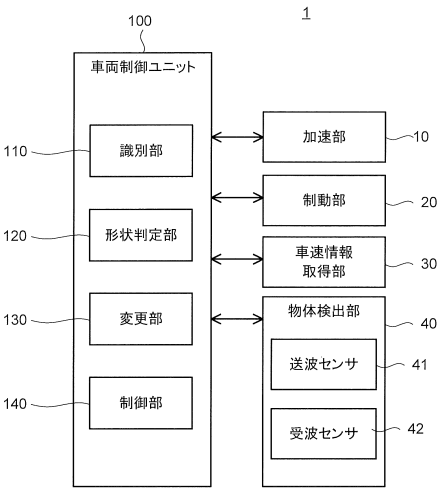 1
100
車両制御ユニット
110
識別部
120
形状判定部
130
変更部
140
制御部
加速部
10
制動部
20
車速情報
取得部
30
物体検出部
40
送波センサ
41
受波センサ
42